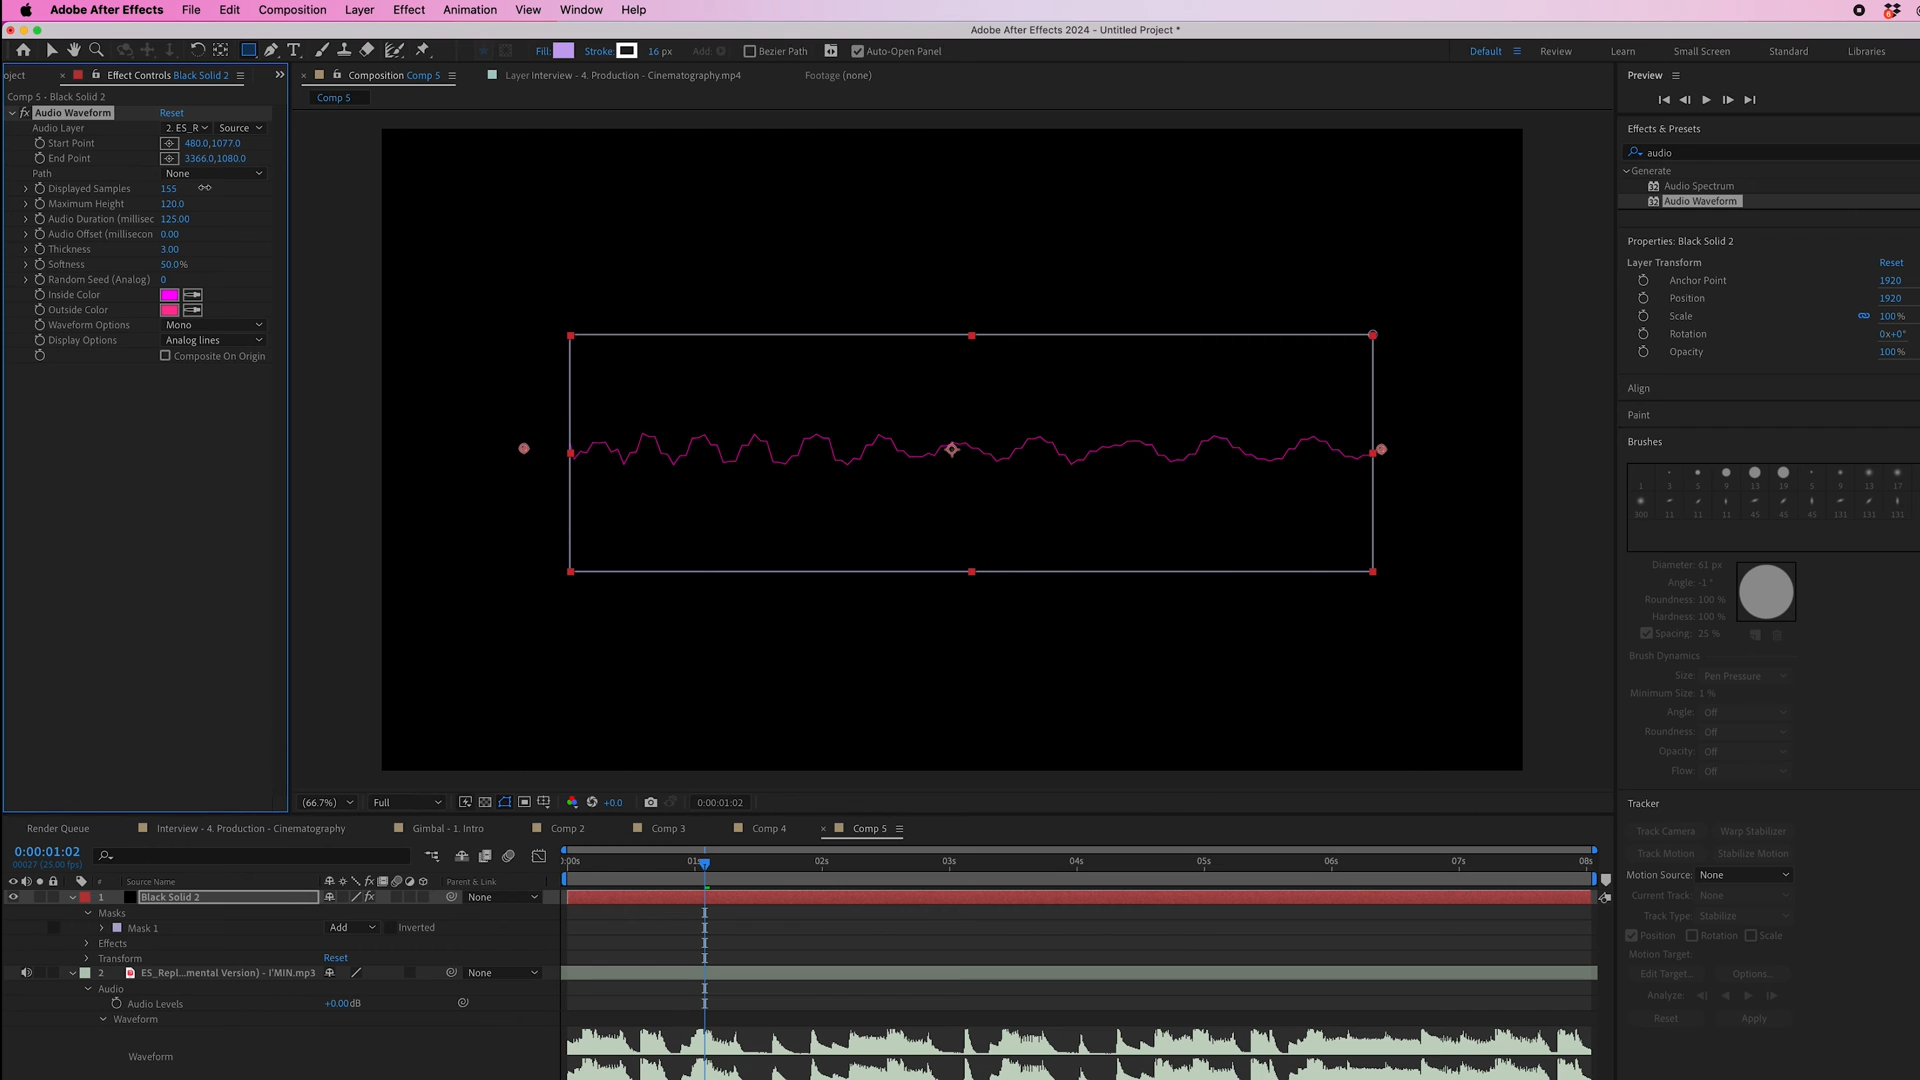 Adobe After Effects File Edit Composition Layer Effect Animation View Window Help
Adobe After Effects 2024 - Untitled Project *
Fill: Stroke: 16 px Add: Bezier Path Auto-Open Panel Default Review Learn Small Screen Standard Libraries
oject Effect Controls Black Solid 2 Composition Comp 5 Layer Interview - 4. Production - Cinematography.mp4 Footage (none) Preview
Comp 5 - Black Solid 2 Comp 5
fx Audio Waveform Reset
Audio Layer 2. ES_R Source
Start Point 480.0,1077.0
End Point 3366.0,1080.0
Path None
Displayed Samples 155
Maximum Height 120.0
Audio Duration (millisec 125.00
Audio Offset (millisecon 0.00
Thickness 3.00
Softness 50.0%
Random Seed (Analog) 0
Inside Color
Outside Color
Waveform Options Mono
Display Options Analog lines
Composite On Origin
Effects & Presets
audio
Generate
Audio Spectrum
Audio Waveform
Properties: Black Solid 2
Layer Transform Reset
Anchor Point 1920
Position 1920
Scale 100%
Rotation 0x+0°
Opacity 100%
Align
Paint
Brushes
1 3 5 9 13 19 5 9 13 17
300 11 11 11 45 45 45 131 131 131
Diameter: 61 px
Angle: -1 °
Roundness: 100 %
Hardness: 100 %
Spacing: 25 %
Brush Dynamics
Size: Pen Pressure
Minimum Size: 1 %
Angle: Off
Roundness: Off
Opacity: Off
Flow: Off
Tracker
Track Camera Warp Stabilizer
Track Motion Stabilize Motion
Motion Source: None
Current Track: None
Track Type: Stabilize
Position Rotation Scale
Motion Target:
Edit Target... Options...
Analyze:
Reset Apply
(66.7%) Full +0.0 0:00:01:02
Render Queue Interview - 4. Production - Cinematography Gimbal - 1. Intro Comp 2 Comp 3 Comp 4 Comp 5
0:00:01:02
00027 (25.00 fps)
0:00s 01s 02s 03s 04s 05s 06s 07s 08s
# Source Name fx Parent & Link
1 Black Solid 2 fx None
Masks
Mask 1 Add Inverted
Effects
Transform Reset
2 ES_Repl...mental Version) - I'MIN.mp3 None
Audio
Audio Levels +0.00 dB
Waveform
Waveform